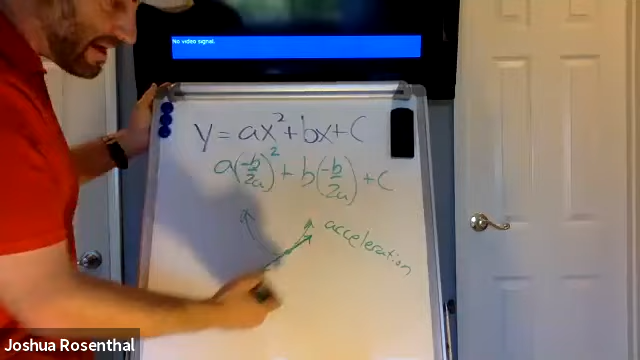 No video signal.
y = ax² + bx + C
a(-b/2a)² + b(-b/2a) + C
acceleration
Joshua Rosenthal